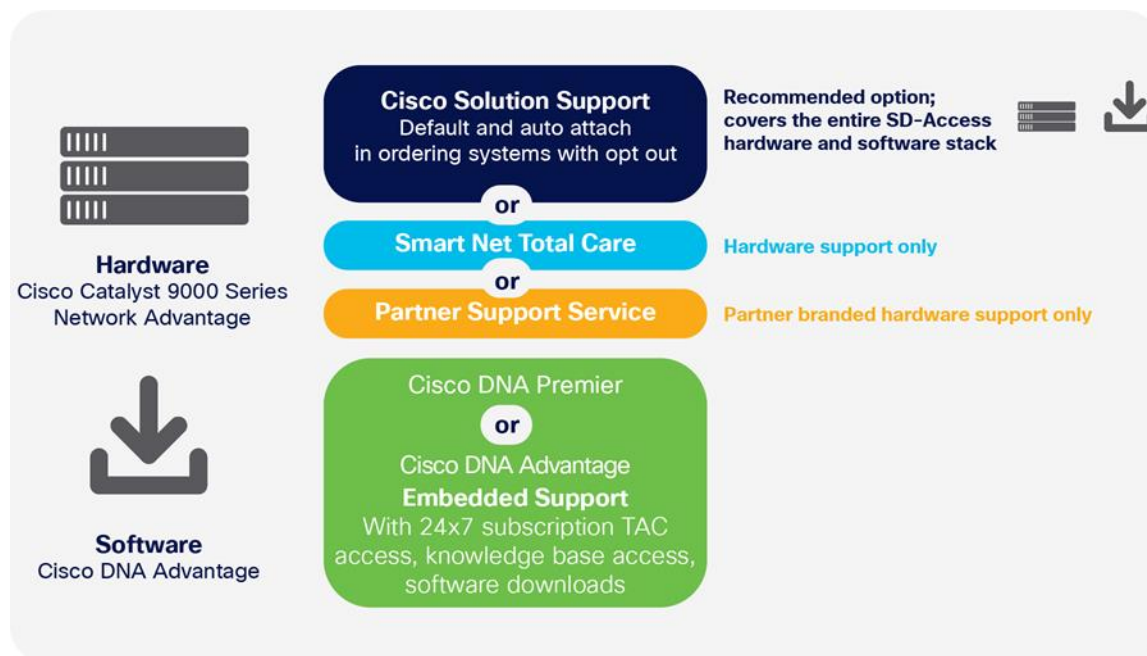 Hardware
Cisco Catalyst 9000 Series
Network Advantage
Software
Cisco DNA Advantage
Cisco Solution Support
Default and auto attach
in ordering systems with opt out
or
Smart Net Total Care
or
Partner Support Service
Cisco DNA Premier
or
Cisco DNA Advantage
Embedded Support
With 24x7 subscription TAC
access, knowledge base access,
software downloads
Recommended option;
covers the entire SD-Access
hardware and software stack
Hardware support only
Partner branded hardware support only